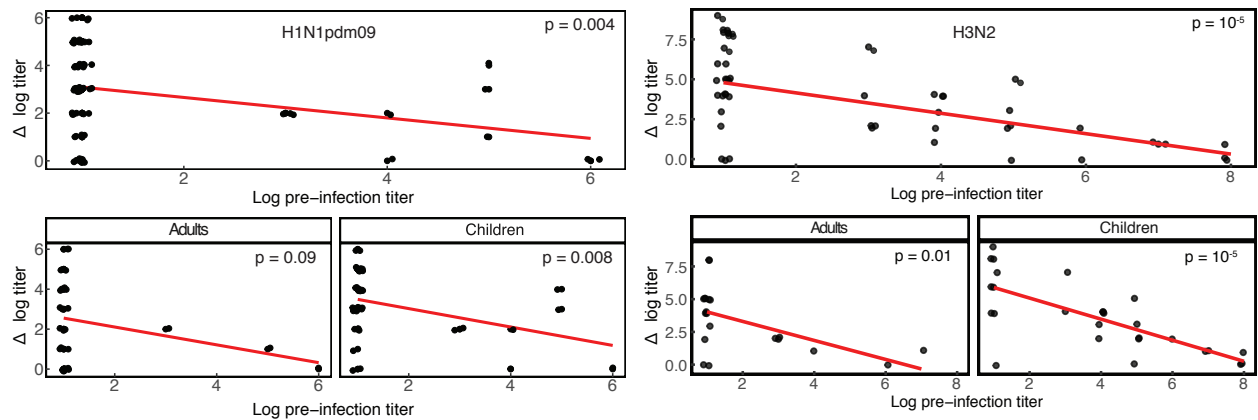 H1N1pdm09
p = 0.004
Δ log titer
6
4
2
0
2
4
6
Log pre−infection titer
H3N2
p = 10-5
Δ log titer
7.5
5.0
2.5
0.0
2
4
6
8
Log pre−infection titer
Adults
Children
p = 0.09
p = 0.008
Δ log titer
6
4
2
0
2
4
6
2
4
6
Log pre−infection titer
Adults
Children
p = 0.01
p = 10-5
Δ log titer
7.5
5.0
2.5
0.0
2
4
6
8
2
4
6
8
Log pre−infection titer